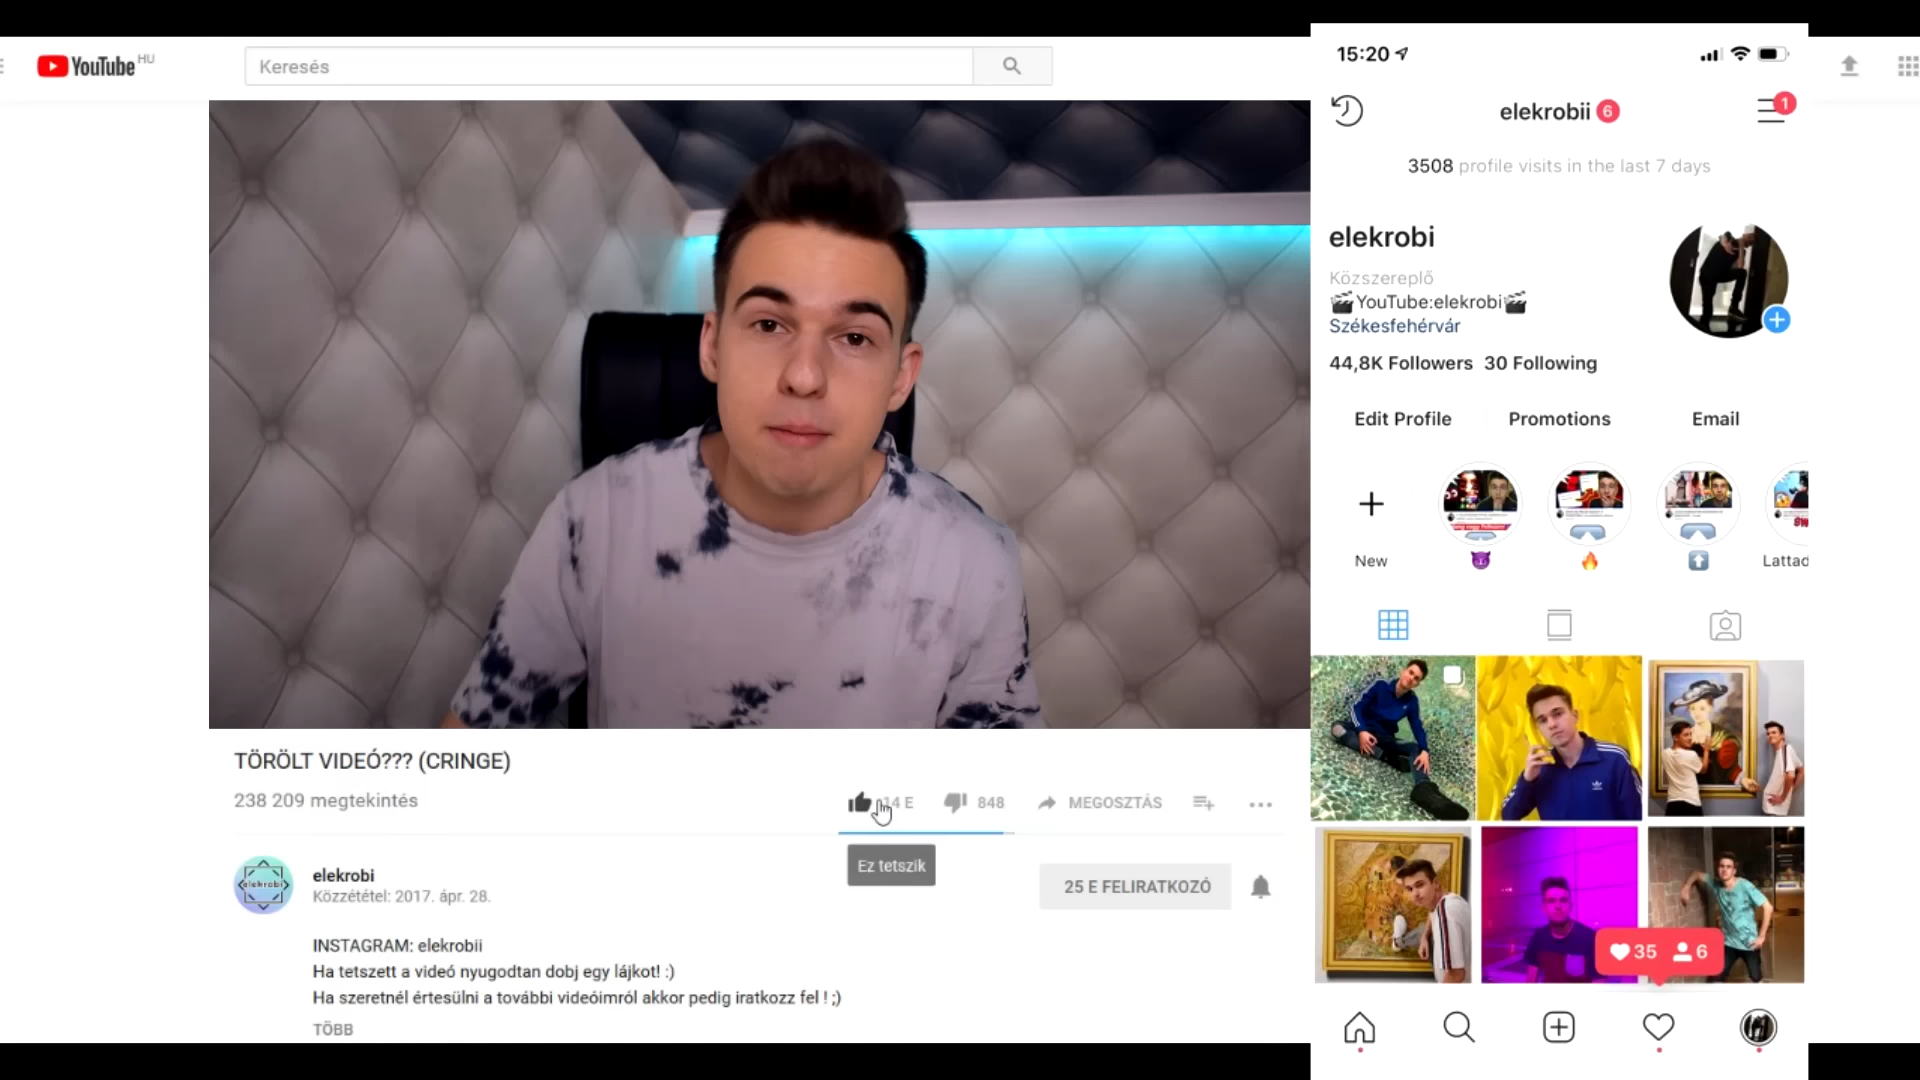 YouTube HU
Keresés
TÖRÖLT VIDEÓ??? (CRINGE)
238 209 megtekintés
14 E
848
MEGOSZTÁS
Ez tetszik
elekrobi
elekrobi
Közzététel: 2017. ápr. 28.
25 E FELIRATKOZÓ
INSTAGRAM: elekrobii
Ha tetszett a videó nyugodtan dobj egy lájkot! :)
Ha szeretnél értesülni a további videóimról akkor pedig iratkozz fel ! ;)
TÖBB
15:20
elekrobii 6
1
3508 profile visits in the last 7 days
elekrobi
Közszereplő
🎬YouTube:elekrobi🎬
Székesfehérvár
44,8K Followers 30 Following
Edit Profile Promotions Email
New 😈 🔥 ⬆️ Lattad
35 6